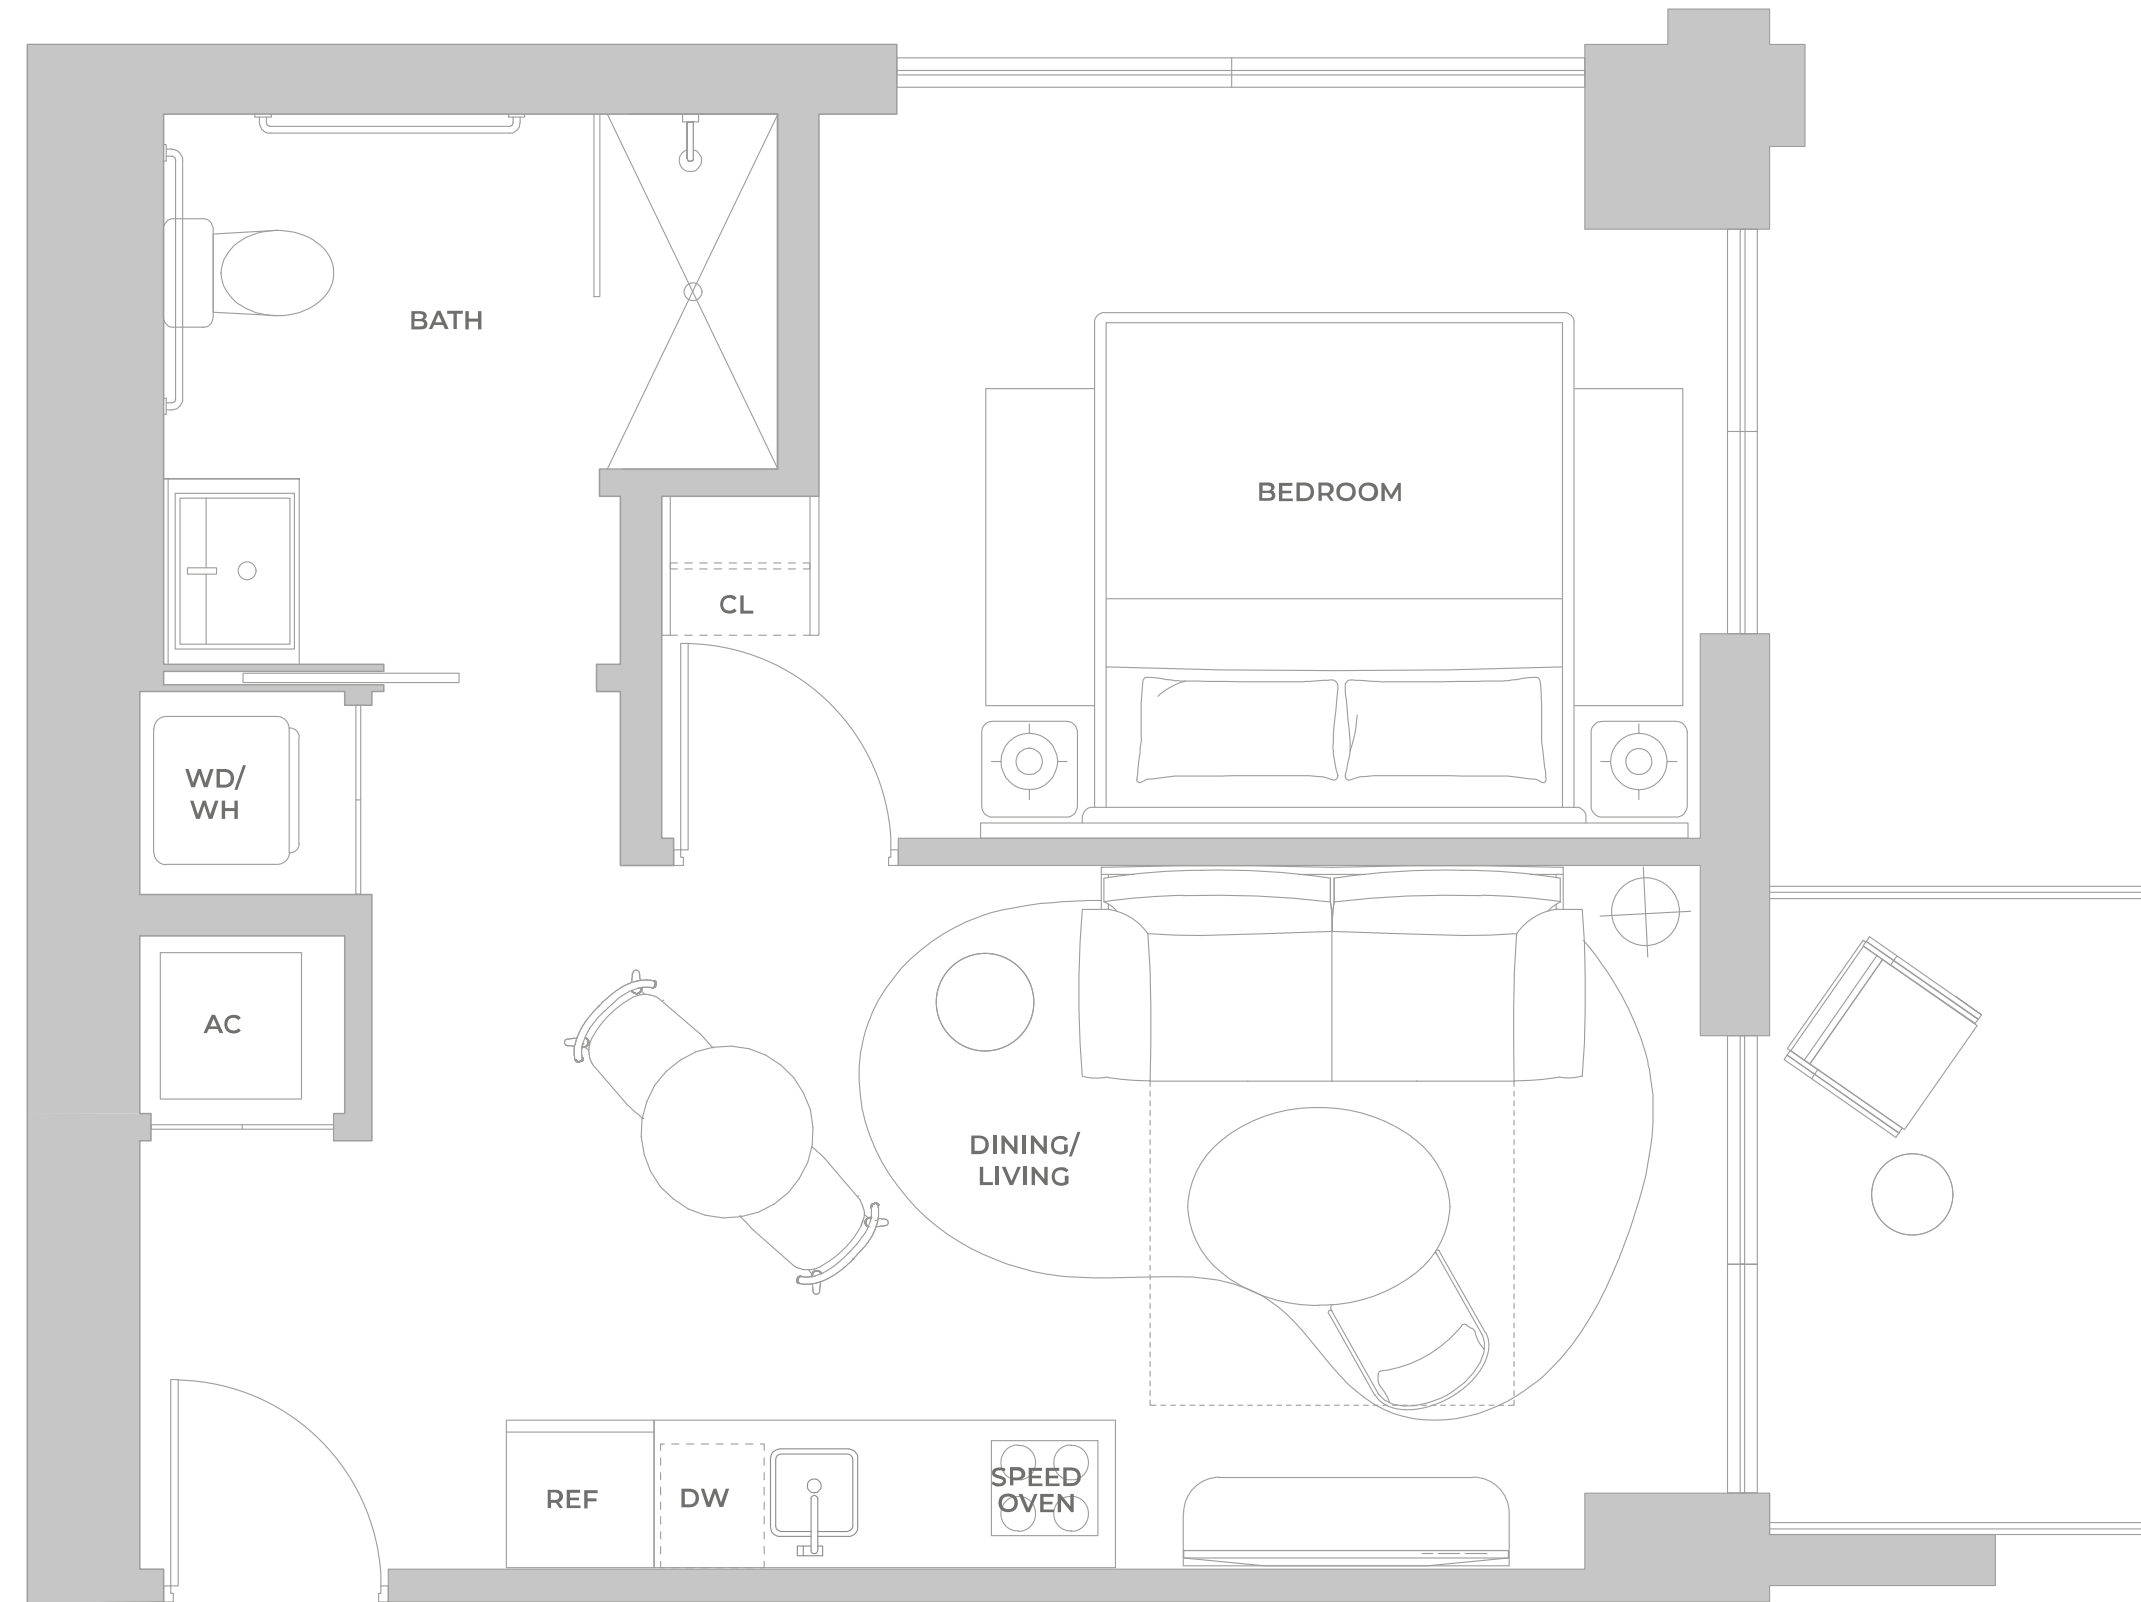 BATH
BEDROOM
CL
WD/
WH
AC
DINING/
LIVING
REF
DW
SPEED
OVEN